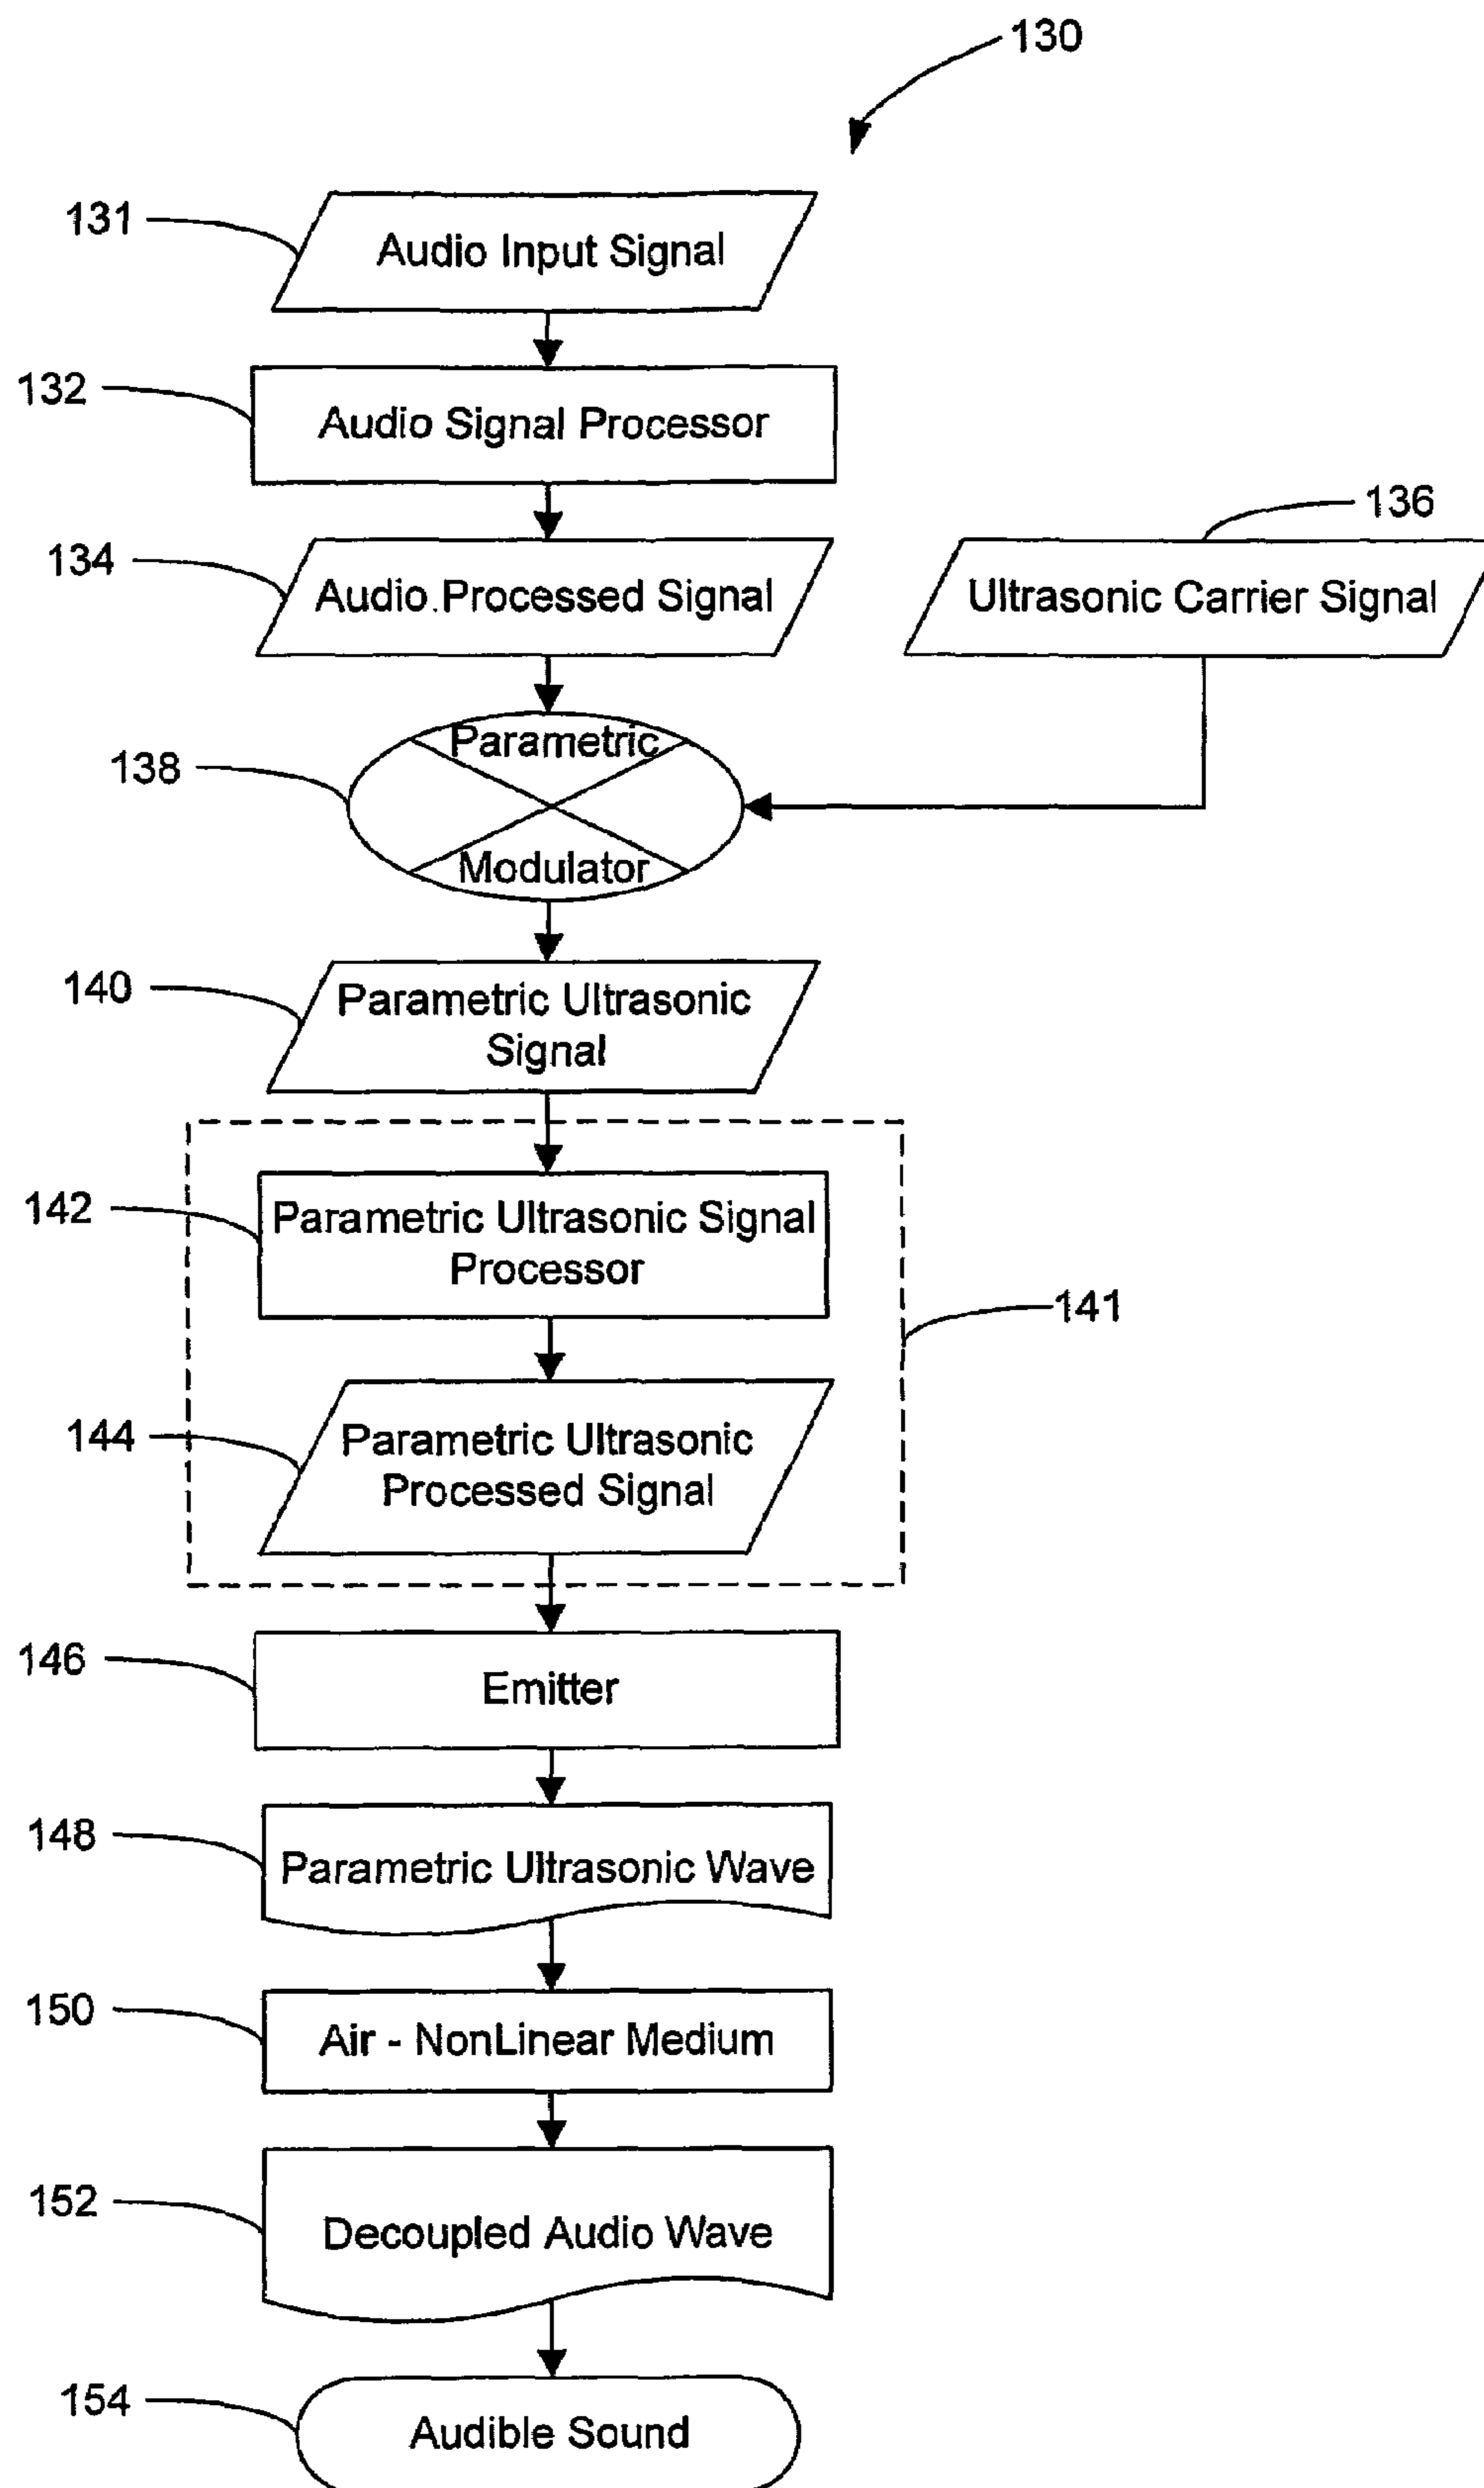 130
131
Audio Input Signal
132
Audio Signal Processor
136
134
Audio.Processed Signal
Ultrasonic Carrier Signal
138
Parametric
Modulator
140
Parametric Ultrasonic
Signal
142
Parametric Ultrasonic Signal
Processor
141
144
Parametric Ultrasonic
Processed Signal
146
Emitter
148
Parametric Ultrasonic Wave
150
Air - NonLinear Medium
152
Decoupled Audio Wave
154
Audible Sound